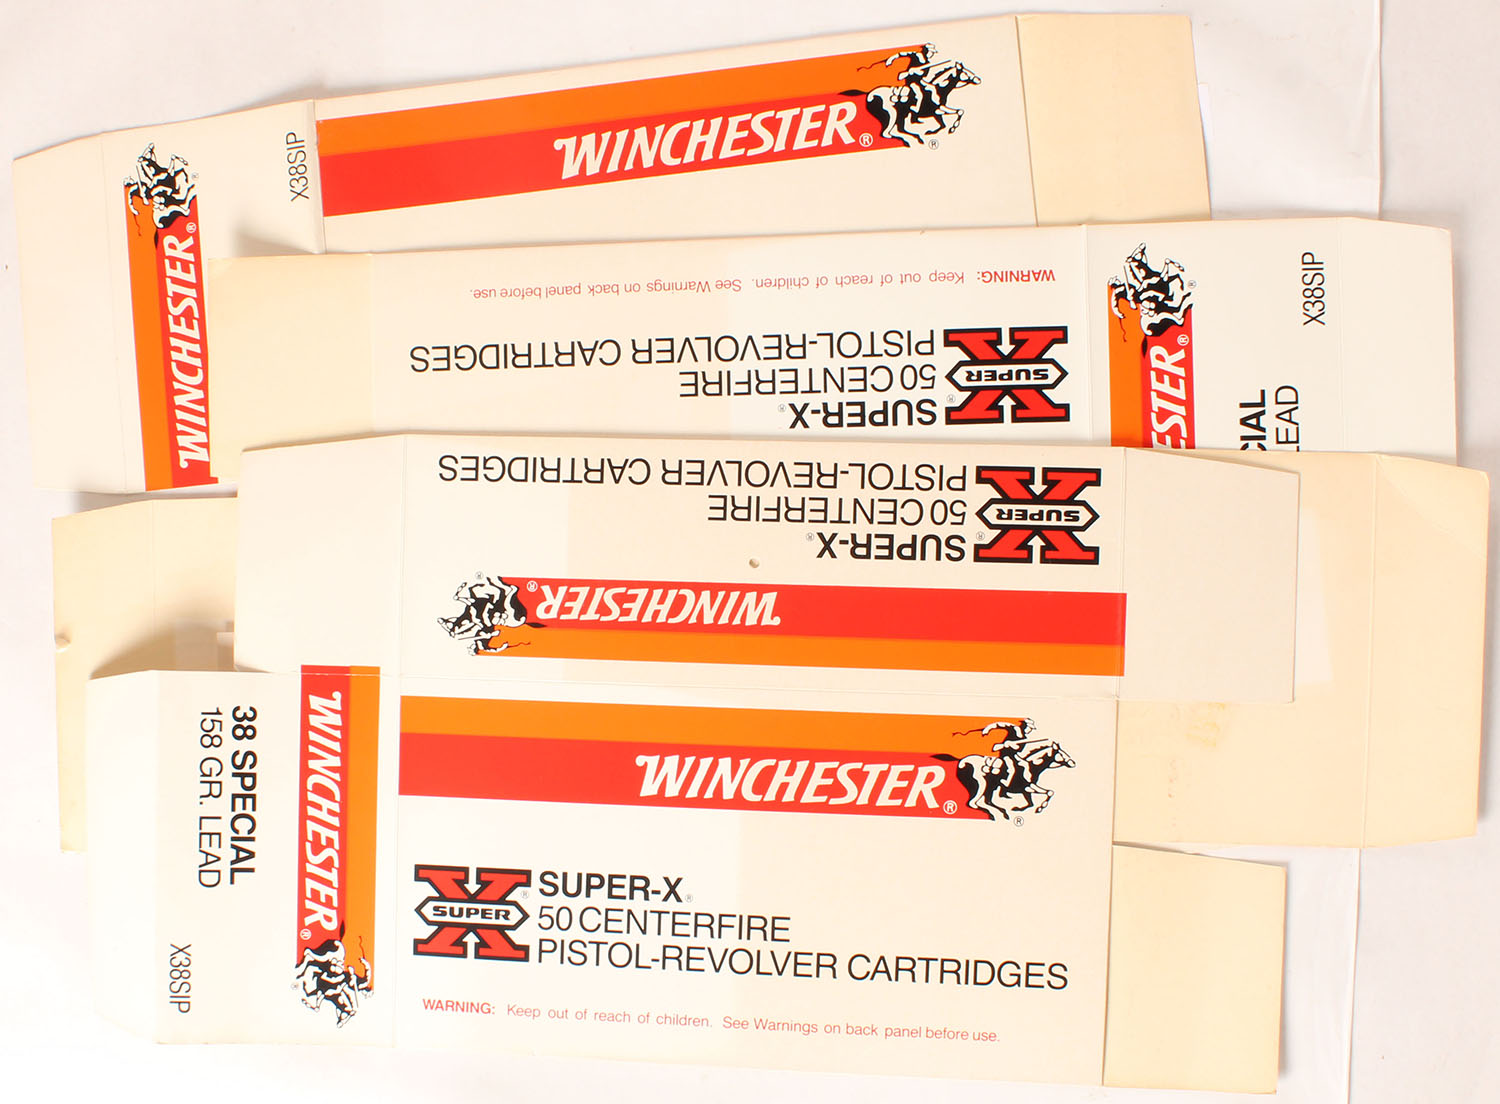 WINCHESTER®
®
X38SIP
WINCHESTER®
®
WARNING: Keep out of reach of children. See Warnings on back panel before use.
SUPER
®
SUPER-X®
50 CENTERFIRE
PISTOL-REVOLVER CARTRIDGES
X38SIP
ESTER®
®
CIAL
LEAD
SUPER
®
SUPER-X®
50 CENTERFIRE
PISTOL-REVOLVER CARTRIDGES
WINCHESTER®
®
38 SPECIAL
158 GR. LEAD
X38SIP
WINCHESTER®
®
WINCHESTER®
®
SUPER
®
SUPER-X®
50 CENTERFIRE
PISTOL-REVOLVER CARTRIDGES
WARNING: Keep out of reach of children. See Warnings on back panel before use.